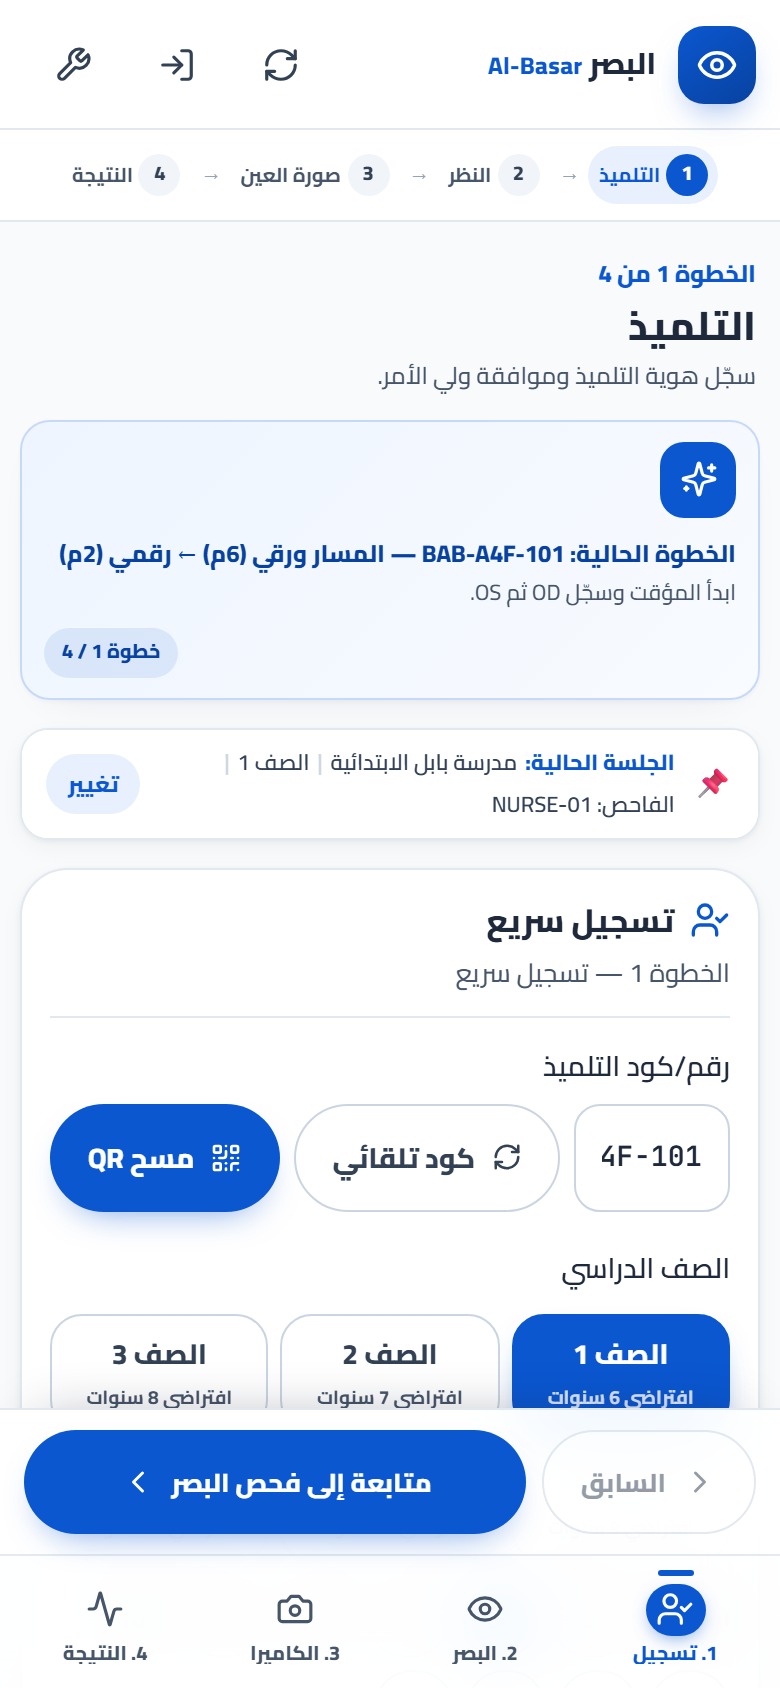 البصر Al-Basar
1 التلميذ → 2 النظر → 3 صورة العين → 4 النتيجة
الخطوة 1 من 4
التلميذ
سجّل هوية التلميذ وموافقة ولي الأمر.
الخطوة الحالية: BAB-A4F-101 — المسار ورقي (6م) ← رقمي (2م)
ابدأ المؤقت وسجّل OD ثم OS.
خطوة 1 / 4
الجلسة الحالية: مدرسة بابل الابتدائية | الصف 1 |
الفاحص: NURSE-01
تغيير
تسجيل سريع
الخطوة 1 — تسجيل سريع
رقم/كود التلميذ
4F-101
كود تلقائي
مسح QR
الصف الدراسي
الصف 1
افتراضي 6 سنوات
الصف 2
افتراضي 7 سنوات
الصف 3
افتراضي 8 سنوات
السابق
متابعة إلى فحص البصر
1. تسجيل
2. البصر
3. الكاميرا
4. النتيجة